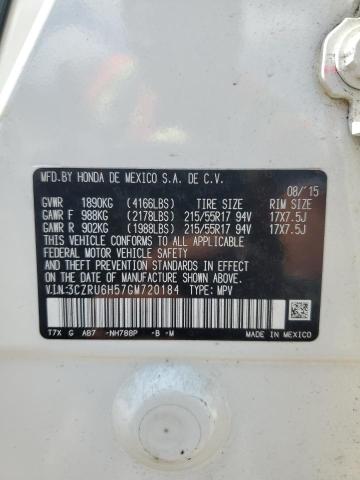 MFD.BY HONDA DE MEXICO S.A. DE C.V.
08/'15
GVWR 1890KG (4166LBS) TIRE SIZE RIM SIZE
GAWR F 988KG (2178LBS) 215/55R17 94V 17X7.5J
GAWR R 902KG (1988LBS) 215/55R17 94V 17X7.5J
THIS VEHICLE CONFORMS TO ALL APPLICABLE
FEDERAL MOTOR VEHICLE SAFETY
AND THEFT PREVENTION STANDARDS IN EFFECT
ON THE DATE OF MANUFACTURE SHOWN ABOVE.
V.I.N:3CZRU6H57GM720184 TYPE: MPV
T7X G AB7 -NH788P -B -M